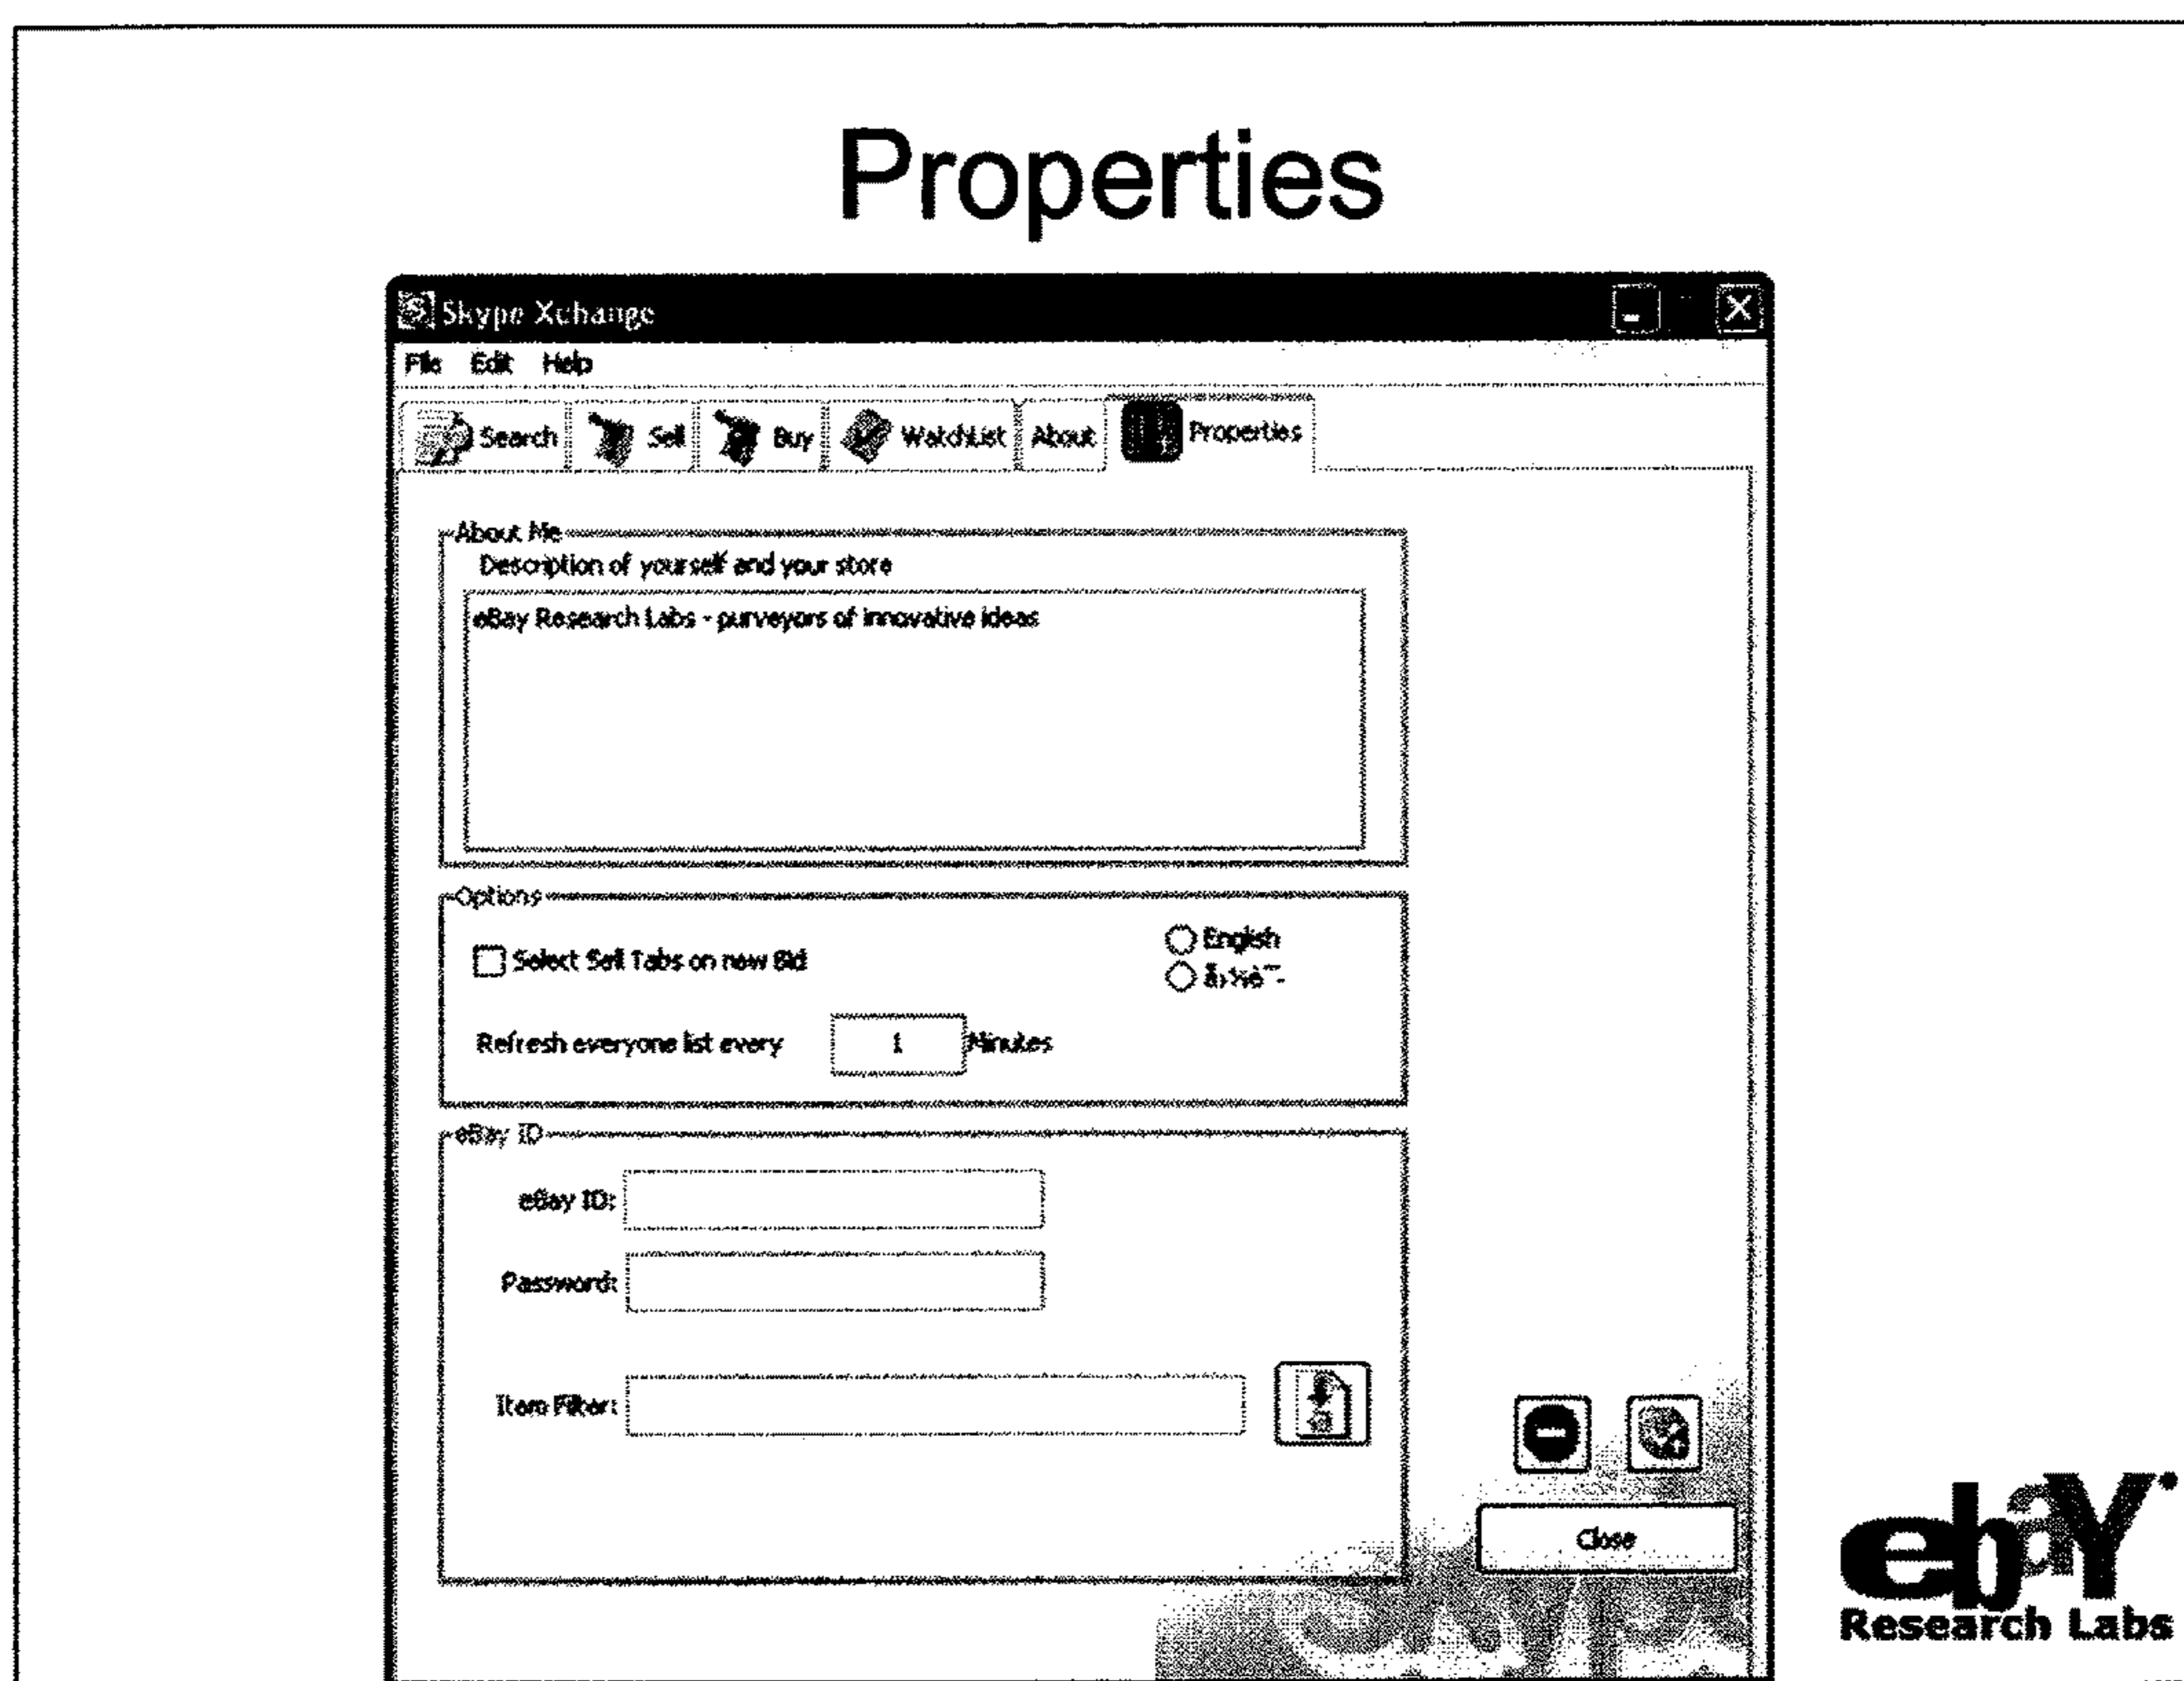 Properties
Skype Xchange
File Edit Help
Search Sell Buy WatchList About Properties
About Me
Description of yourself and your store
eBay Research Labs - purveyors of innovative ideas
Options
Select Sell Tabs on new Bid
English
Refresh everyone list every 1 Minutes
eBay ID
eBay ID:
Password:
Item Filter:
Close
skype
ebaY
Research Labs